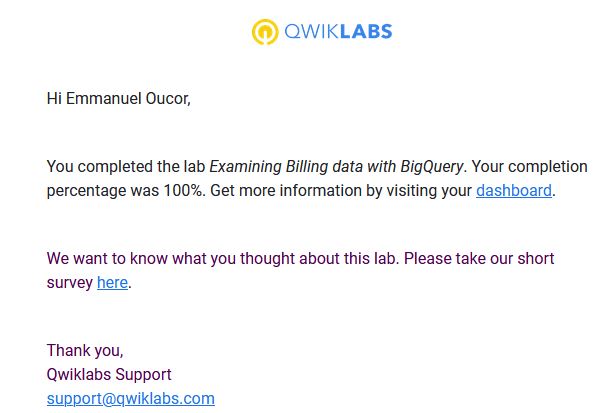 QWIKLABS
Hi Emmanuel Oucor,
You completed the lab Examining Billing data with BigQuery. Your completion
percentage was 100%. Get more information by visiting your dashboard.
We want to know what you thought about this lab. Please take our short
survey here.
Thank you,
Qwiklabs Support
support@qwiklabs.com